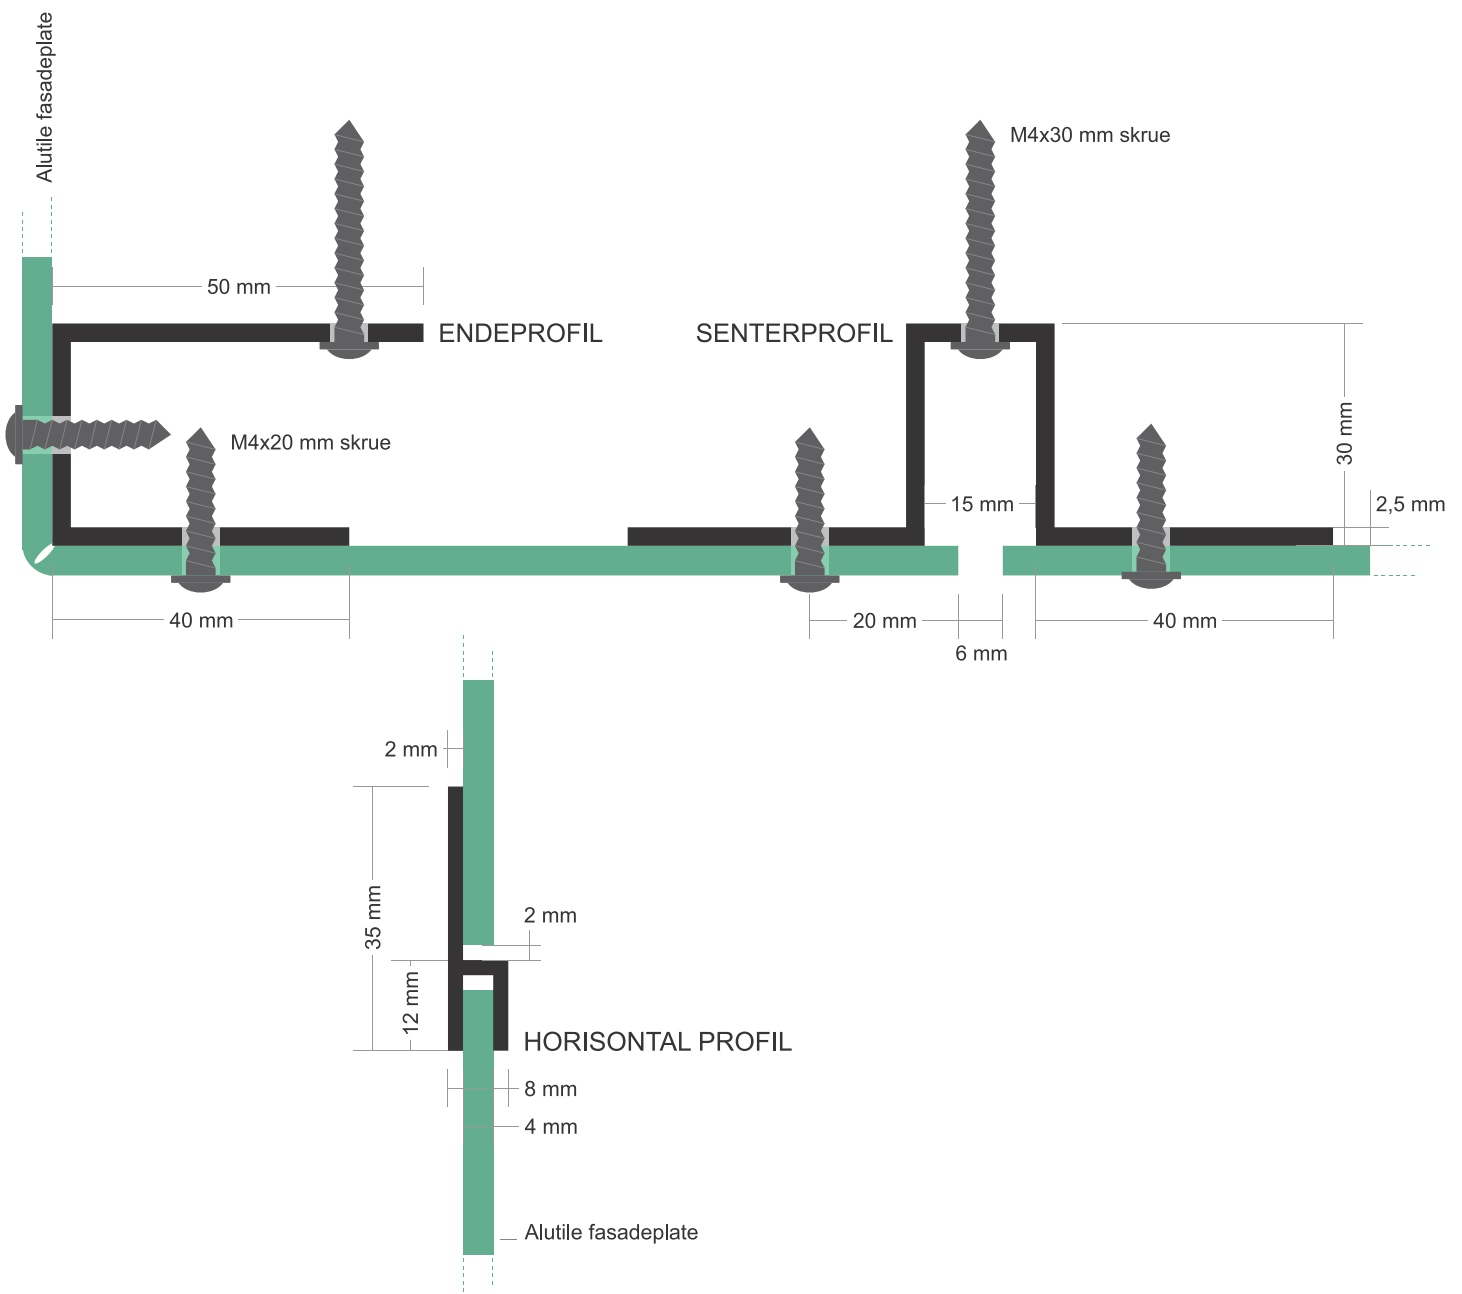 Alutile fasadeplate
M4x30 mm skrue
50 mm
ENDEPROFIL
SENTERPROFIL
M4x20 mm skrue
30 mm
15 mm
2,5 mm
40 mm
20 mm
40 mm
6 mm
2 mm
35 mm
2 mm
12 mm
HORISONTAL PROFIL
8 mm
4 mm
Alutile fasadeplate